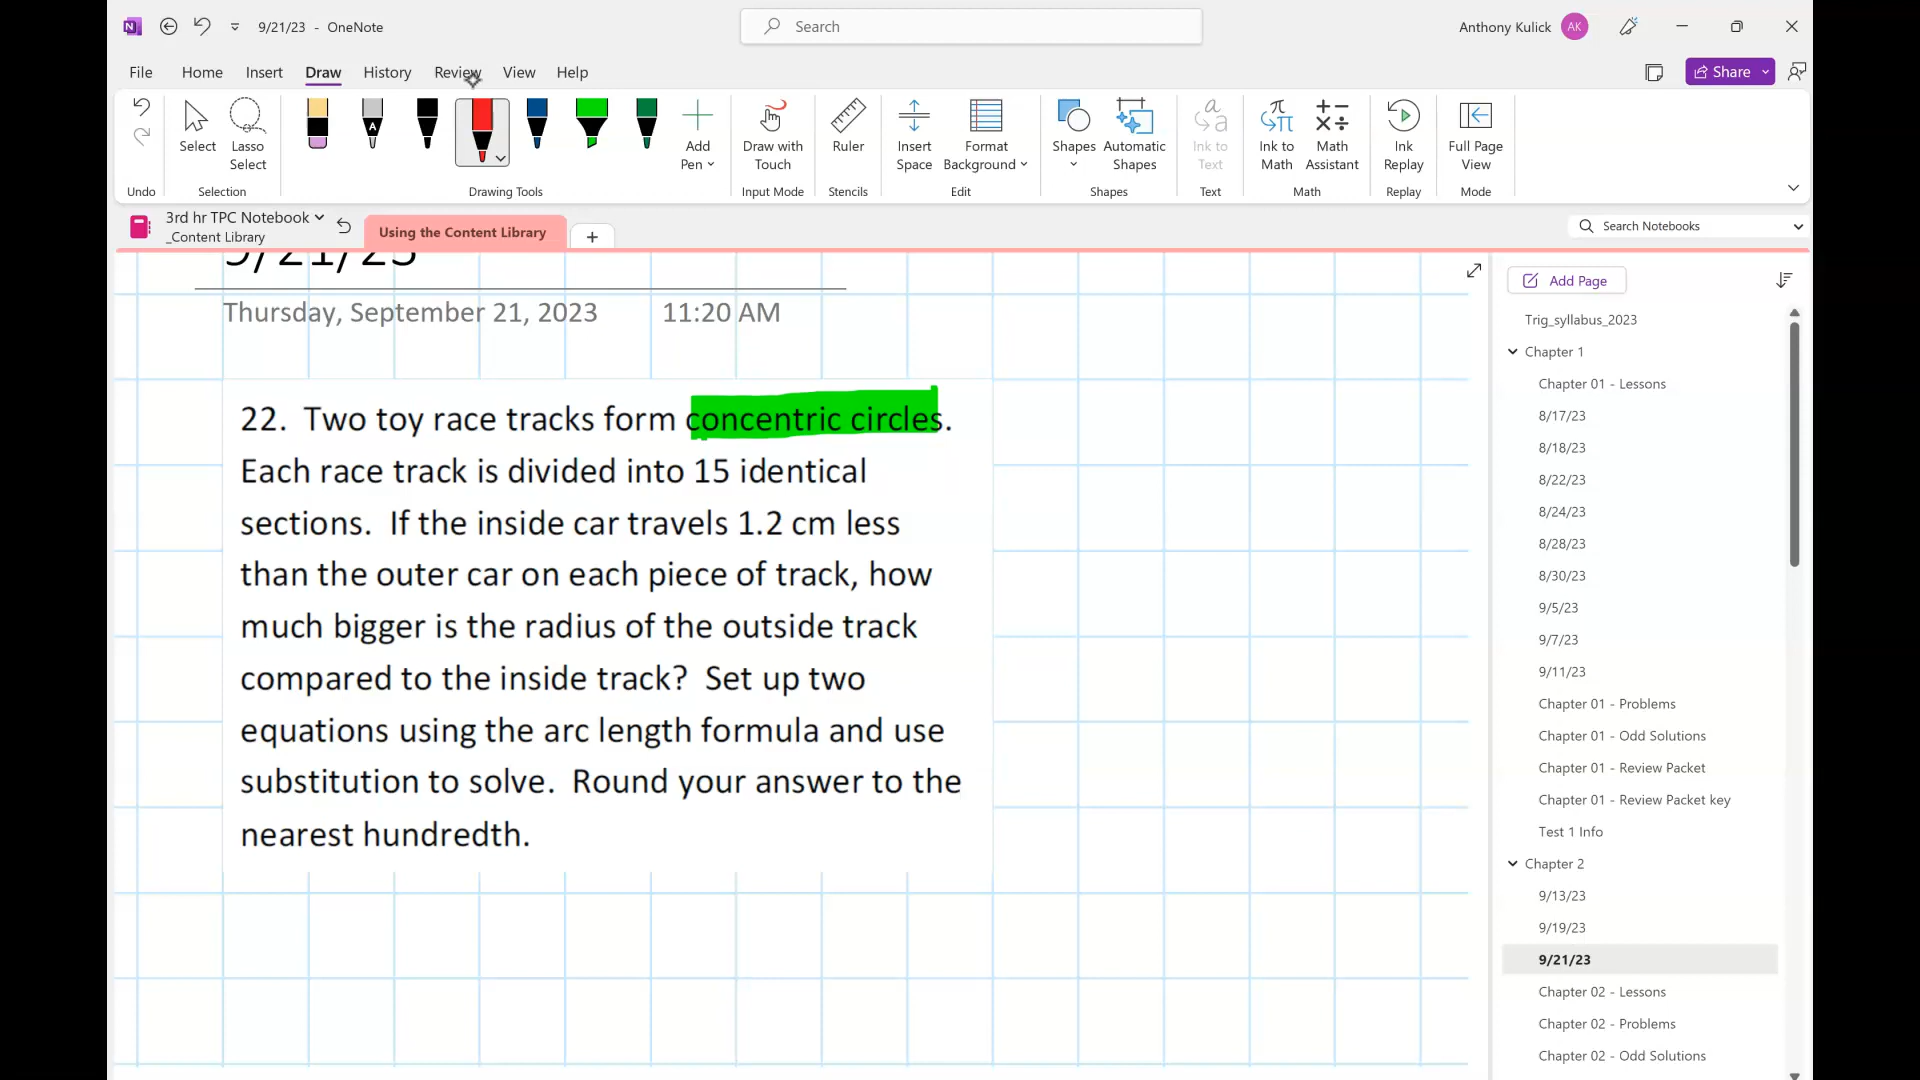 9/21/23 - OneNote
Search
Anthony Kulick
AK
File
Home
Insert
Draw
History
Review
View
Help
Share
Select
Lasso
Select
A
Add
Pen
Draw with
Touch
Ruler
Insert
Space
Format
Background
Shapes
Automatic
Shapes
Ink to
Text
Ink to
Math
Math
Assistant
Ink
Replay
Full Page
View
Undo
Selection
Drawing Tools
Input Mode
Stencils
Edit
Shapes
Text
Math
Replay
Mode
3rd hr TPC Notebook
_Content Library
Using the Content Library
Search Notebooks
9/21/23
Thursday, September 21, 2023 11:20 AM
22. Two toy race tracks form concentric circles.
Each race track is divided into 15 identical
sections. If the inside car travels 1.2 cm less
than the outer car on each piece of track, how
much bigger is the radius of the outside track
compared to the inside track? Set up two
equations using the arc length formula and use
substitution to solve. Round your answer to the
nearest hundredth.
Add Page
Trig_syllabus_2023
Chapter 1
Chapter 01 - Lessons
8/17/23
8/18/23
8/22/23
8/24/23
8/28/23
8/30/23
9/5/23
9/7/23
9/11/23
Chapter 01 - Problems
Chapter 01 - Odd Solutions
Chapter 01 - Review Packet
Chapter 01 - Review Packet key
Test 1 Info
Chapter 2
9/13/23
9/19/23
9/21/23
Chapter 02 - Lessons
Chapter 02 - Problems
Chapter 02 - Odd Solutions